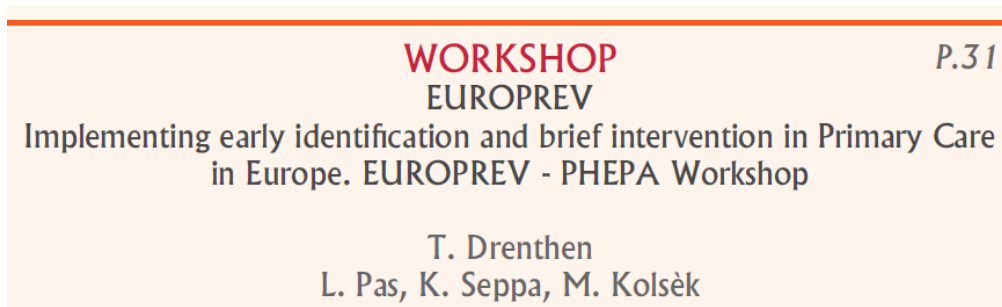 WORKSHOP P.31
EUROPREV
Implementing early identification and brief intervention in Primary Care
in Europe. EUROPREV - PHEPA Workshop
T. Drenthen
L. Pas, K. Seppa, M. Kolsèk